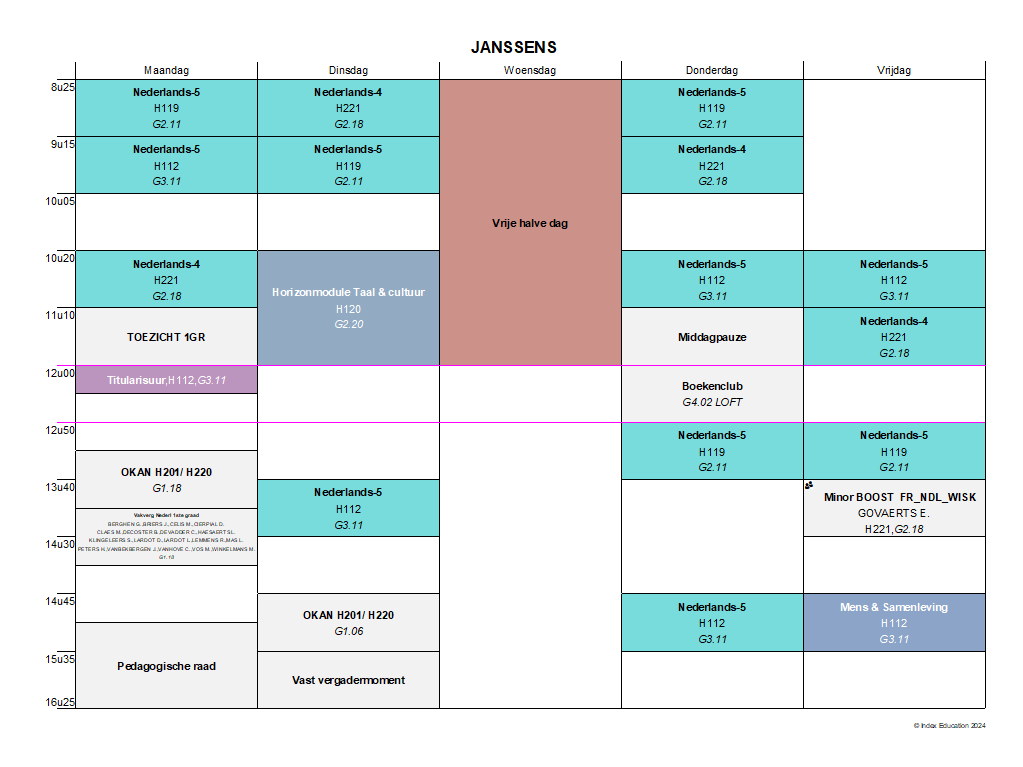 JANSSENS
Maandag
Dinsdag
Woensdag
Donderdag
Vrijdag
8u25
9u15
10u05
10u20
11u10
12u00
12u50
13u40
14u30
14u45
15u35
16u25
Nederlands-5
H119
G2.11
Nederlands-5
H112
G3.11
Nederlands-4
H221
G2.18
TOEZICHT 1GR
Titularisuur,H112,G3.11
OKAN H201/ H220
G1.18
Vakverg Nederl 1ste graad
BERGHEN G.,BRIERS J.,CELIS M.,CIERPIAL D.
CLAES M.,DECOSTER B.,DEVADDER C.,HAESAERT SL.
KLINGELEERS S.,LARDOT D.,LARDOT L.,LEMMENS R.,MAS L.
PETERS H.,VANBEKBERGEN J.,VANHOVE C.,VOS M.,WINKELMANS M.
G1.18
Pedagogische raad
Nederlands-4
H221
G2.18
Nederlands-5
H119
G2.11
Horizonmodule Taal & cultuur
H120
G2.20
Nederlands-5
H112
G3.11
OKAN H201/ H220
G1.06
Vast vergadermoment
Vrije halve dag
Nederlands-5
H119
G2.11
Nederlands-4
H221
G2.18
Nederlands-5
H112
G3.11
Middagpauze
Boekenclub
G4.02 LOFT
Nederlands-5
H119
G2.11
Nederlands-5
H112
G3.11
Nederlands-5
H112
G3.11
Nederlands-4
H221
G2.18
Nederlands-5
H119
G2.11
Minor BOOST FR_NDL_WISK
GOVAERTS E.
H221,G2.18
Mens & Samenleving
H112
G3.11
© Index Education 2024